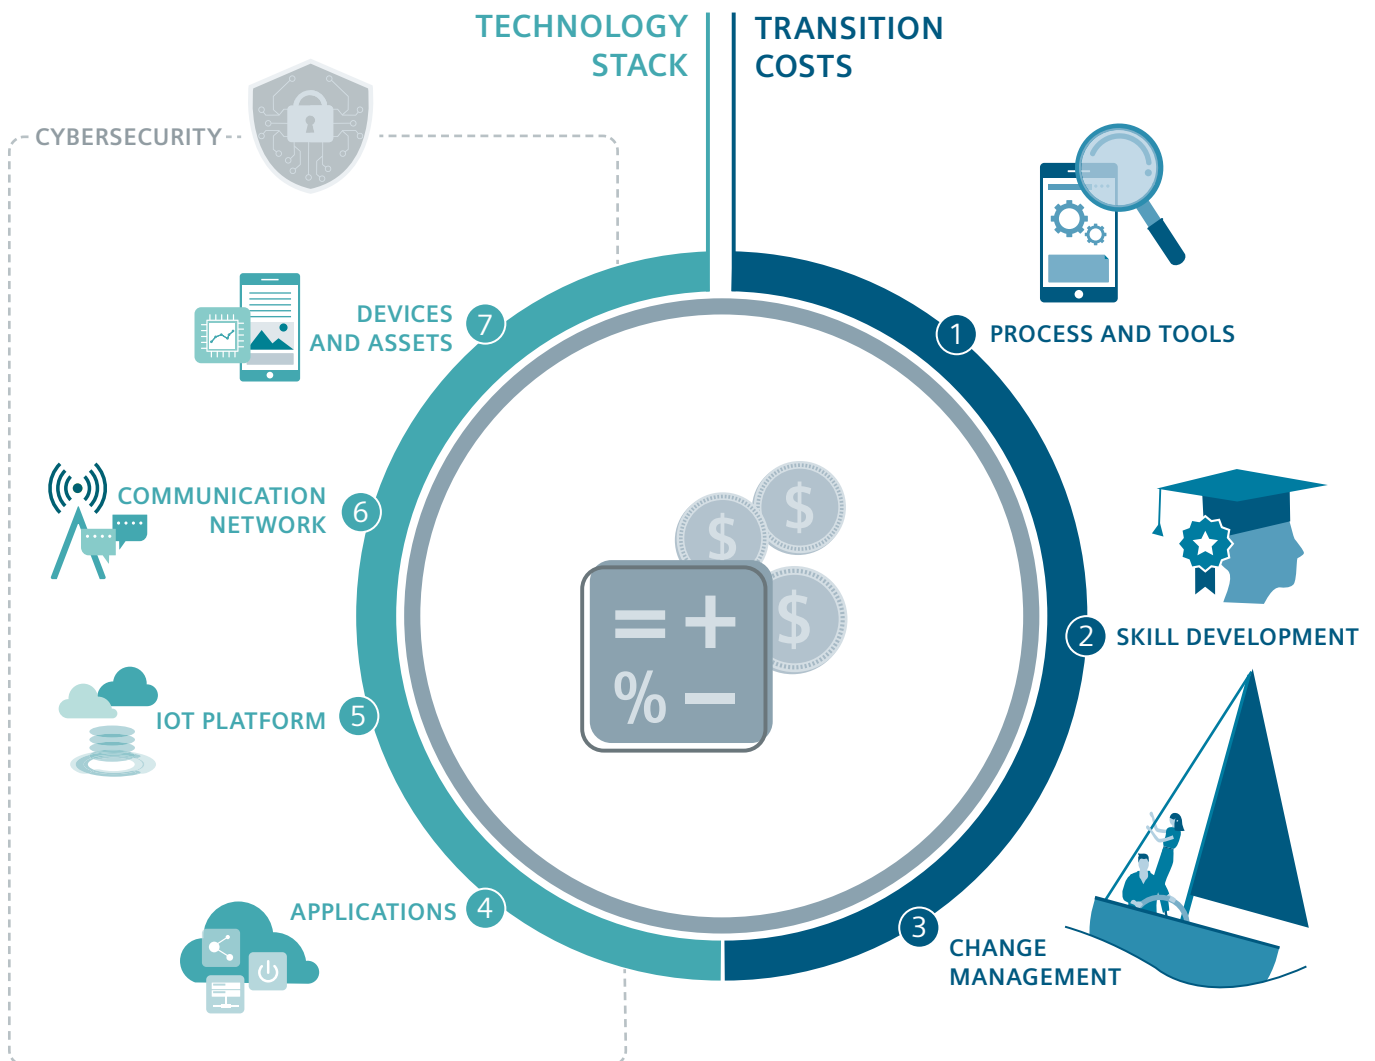 TECHNOLOGY
STACK
TRANSITION
COSTS
CYBERSECURITY
1 PROCESS AND TOOLS
2 SKILL DEVELOPMENT
3 CHANGE
MANAGEMENT
APPLICATIONS 4
IOT PLATFORM 5
COMMUNICATION
NETWORK 6
DEVICES
AND ASSETS 7
$ $ $
= +
% −